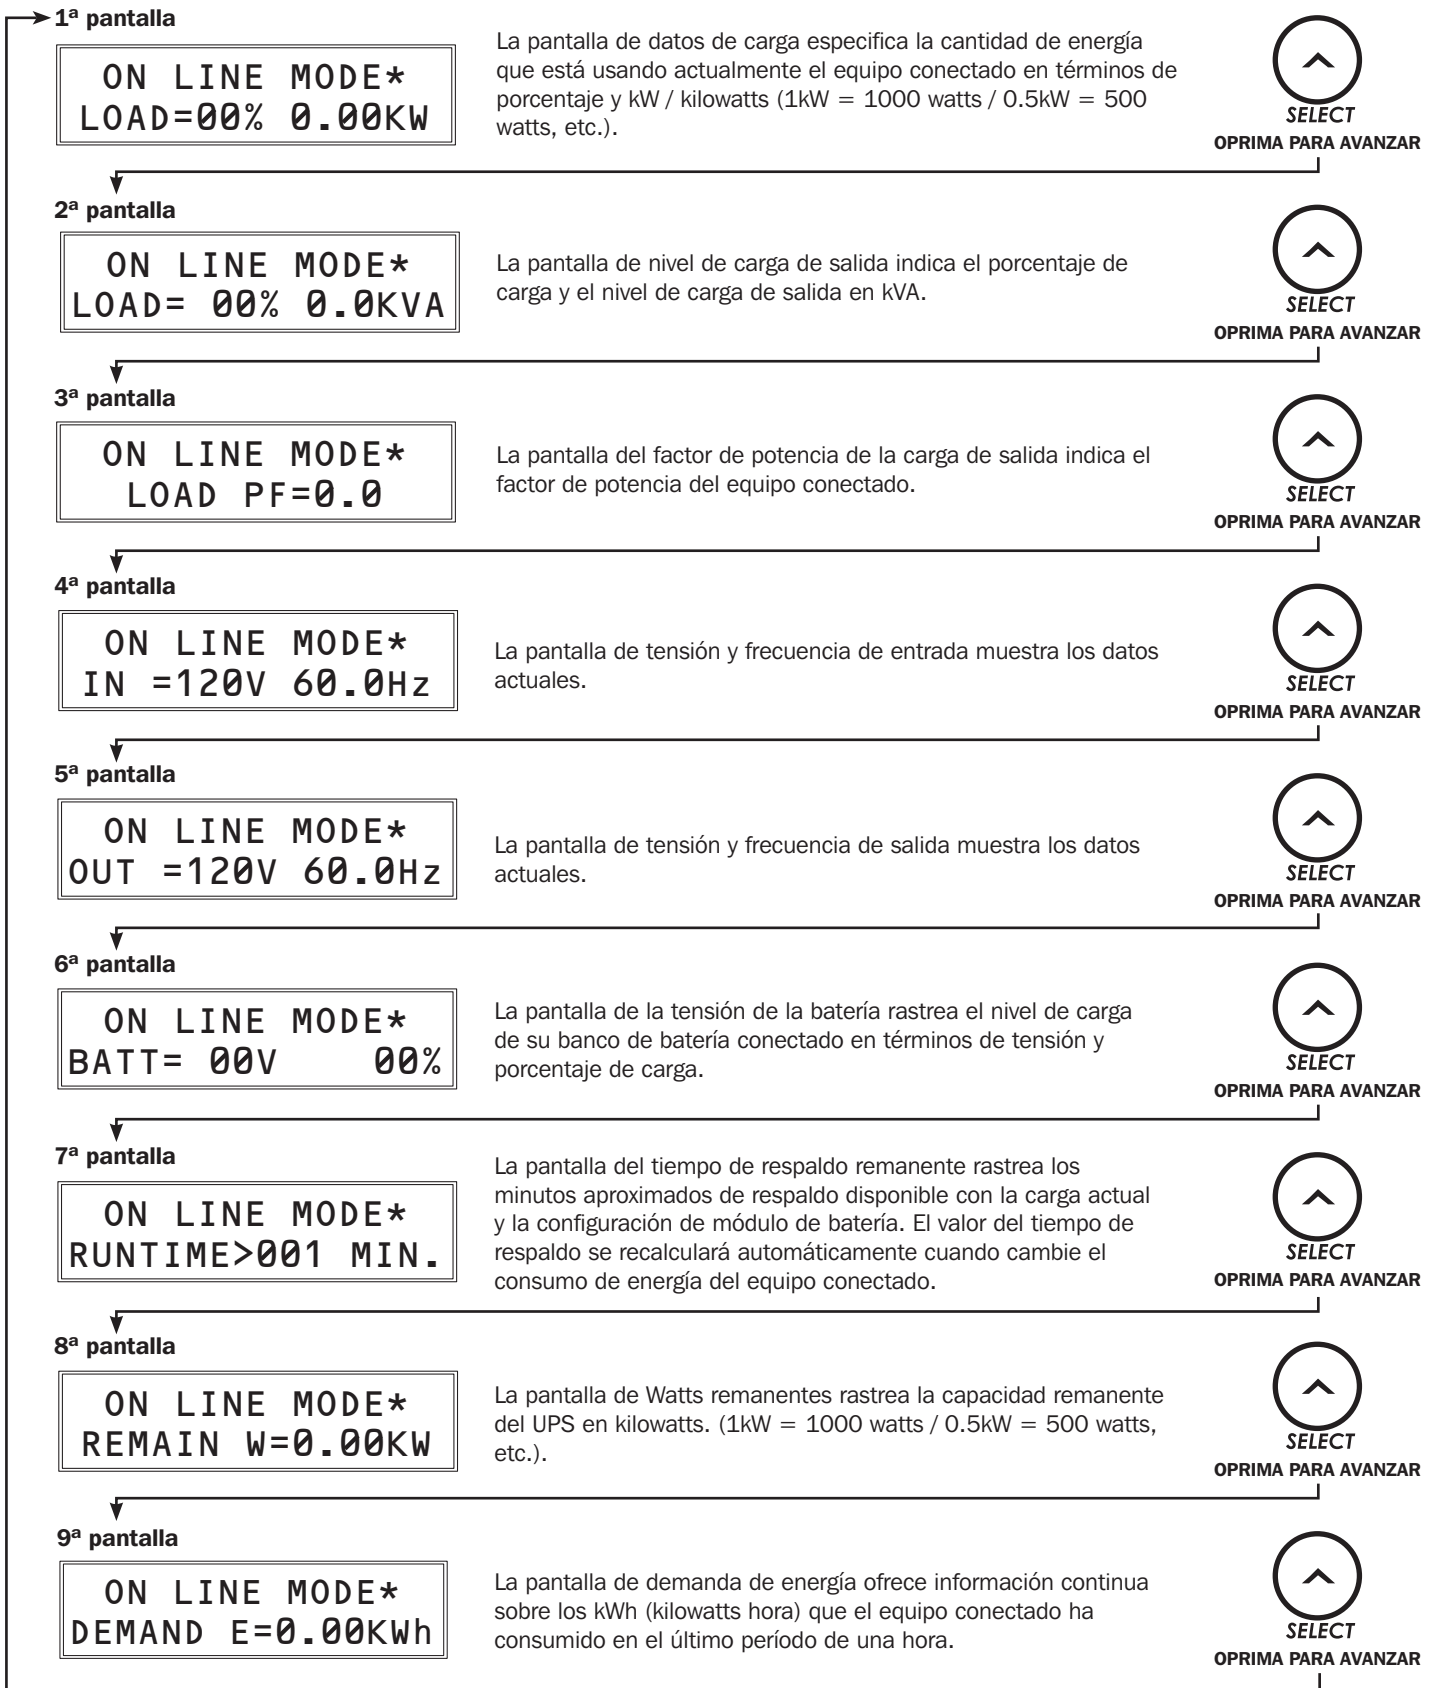 1ª pantalla
ON LINE MODE*
LOAD=00% 0.00KW
La pantalla de datos de carga especifica la cantidad de energía
que está usando actualmente el equipo conectado en términos de
porcentaje y kW / kilowatts (1kW = 1000 watts / 0.5kW = 500
watts, etc.).
SELECT
OPRIMA PARA AVANZAR
2ª pantalla
ON LINE MODE*
LOAD= 00% 0.0KVA
La pantalla de nivel de carga de salida indica el porcentaje de
carga y el nivel de carga de salida en kVA.
SELECT
OPRIMA PARA AVANZAR
3ª pantalla
ON LINE MODE*
LOAD PF=0.0
La pantalla del factor de potencia de la carga de salida indica el
factor de potencia del equipo conectado.
SELECT
OPRIMA PARA AVANZAR
4ª pantalla
ON LINE MODE*
IN =120V 60.0Hz
La pantalla de tensión y frecuencia de entrada muestra los datos
actuales.
SELECT
OPRIMA PARA AVANZAR
5ª pantalla
ON LINE MODE*
OUT =120V 60.0Hz
La pantalla de tensión y frecuencia de salida muestra los datos
actuales.
SELECT
OPRIMA PARA AVANZAR
6ª pantalla
ON LINE MODE*
BATT= 00V 00%
La pantalla de la tensión de la batería rastrea el nivel de carga
de su banco de batería conectado en términos de tensión y
porcentaje de carga.
SELECT
OPRIMA PARA AVANZAR
7ª pantalla
ON LINE MODE*
RUNTIME>001 MIN.
La pantalla del tiempo de respaldo remanente rastrea los
minutos aproximados de respaldo disponible con la carga actual
y la configuración de módulo de batería. El valor del tiempo de
respaldo se recalculará automáticamente cuando cambie el
consumo de energía del equipo conectado.
SELECT
OPRIMA PARA AVANZAR
8ª pantalla
ON LINE MODE*
REMAIN W=0.00KW
La pantalla de Watts remanentes rastrea la capacidad remanente
del UPS en kilowatts. (1kW = 1000 watts / 0.5kW = 500 watts,
etc.).
SELECT
OPRIMA PARA AVANZAR
9ª pantalla
ON LINE MODE*
DEMAND E=0.00KWh
La pantalla de demanda de energía ofrece información continua
sobre los kWh (kilowatts hora) que el equipo conectado ha
consumido en el último período de una hora.
SELECT
OPRIMA PARA AVANZAR